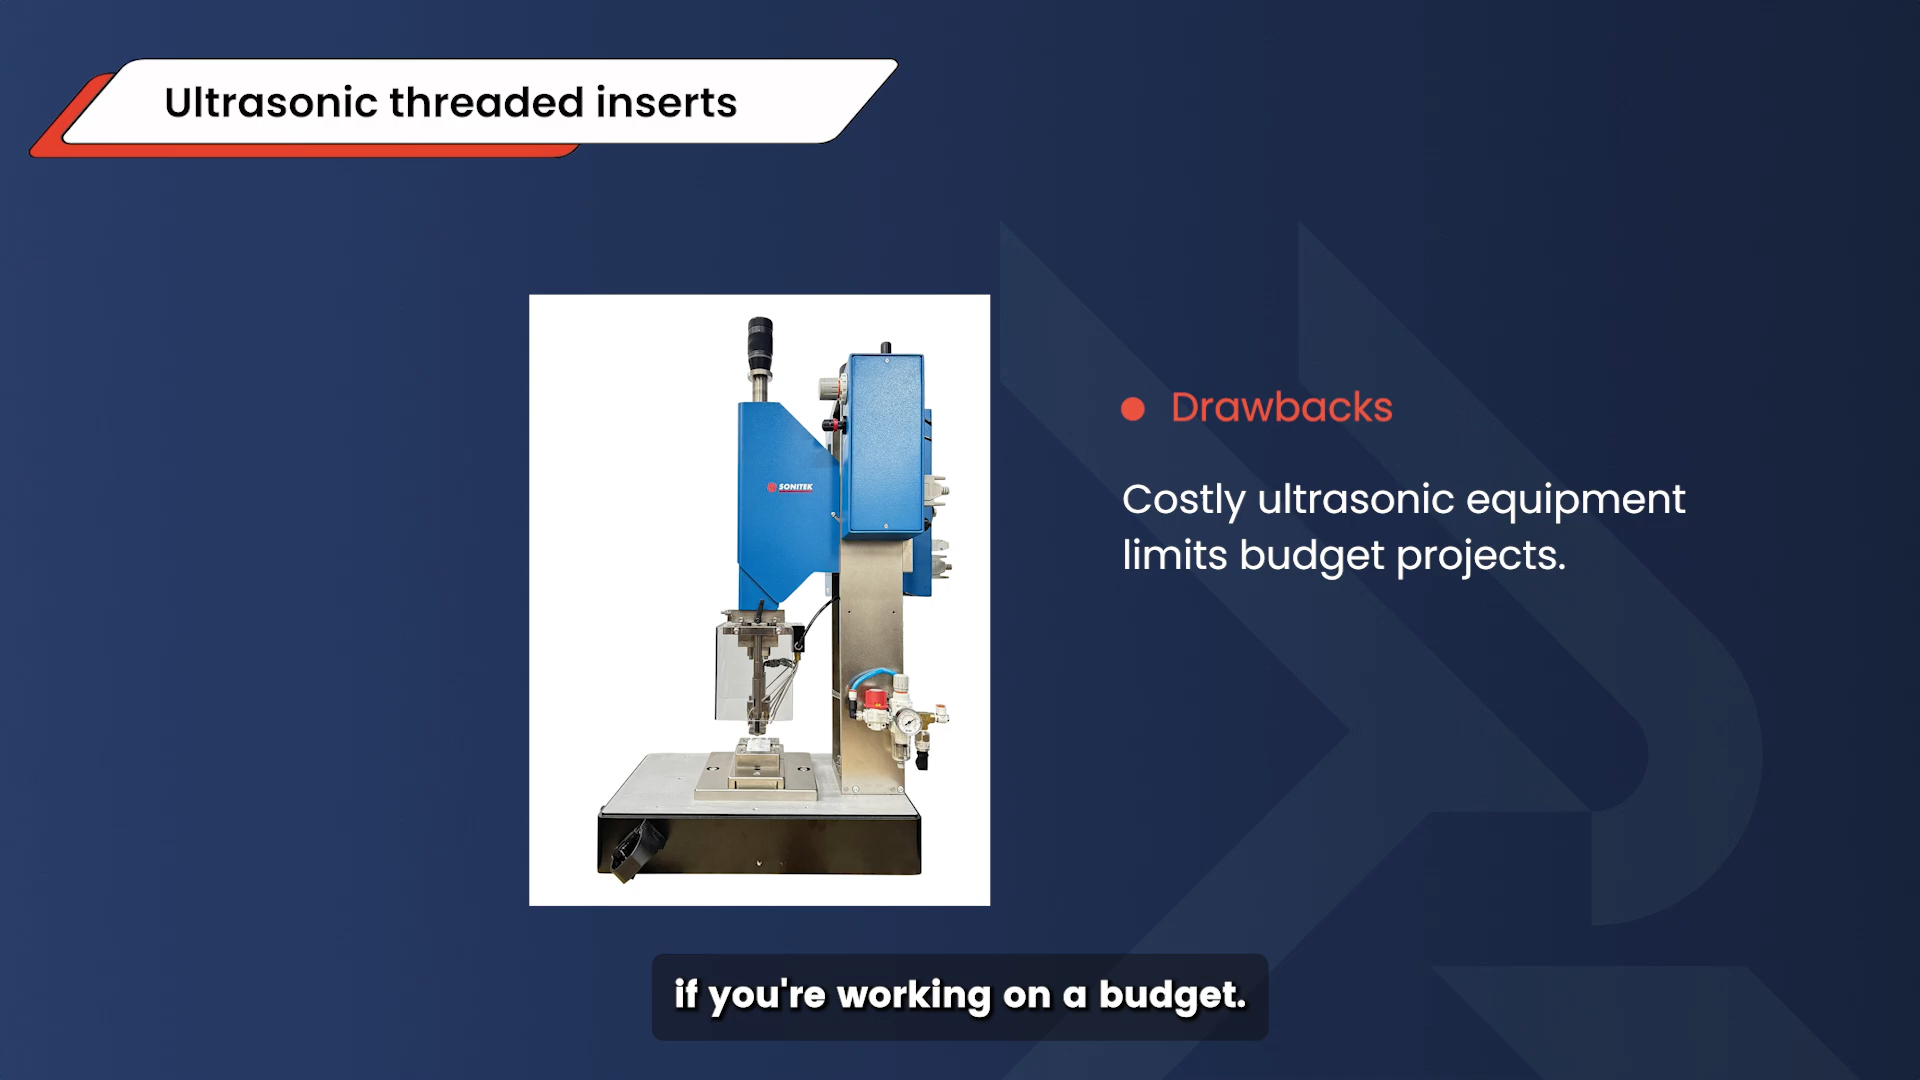 Ultrasonic threaded inserts
SONITEK
Drawbacks
Costly ultrasonic equipment
limits budget projects.
if you're working on a budget.